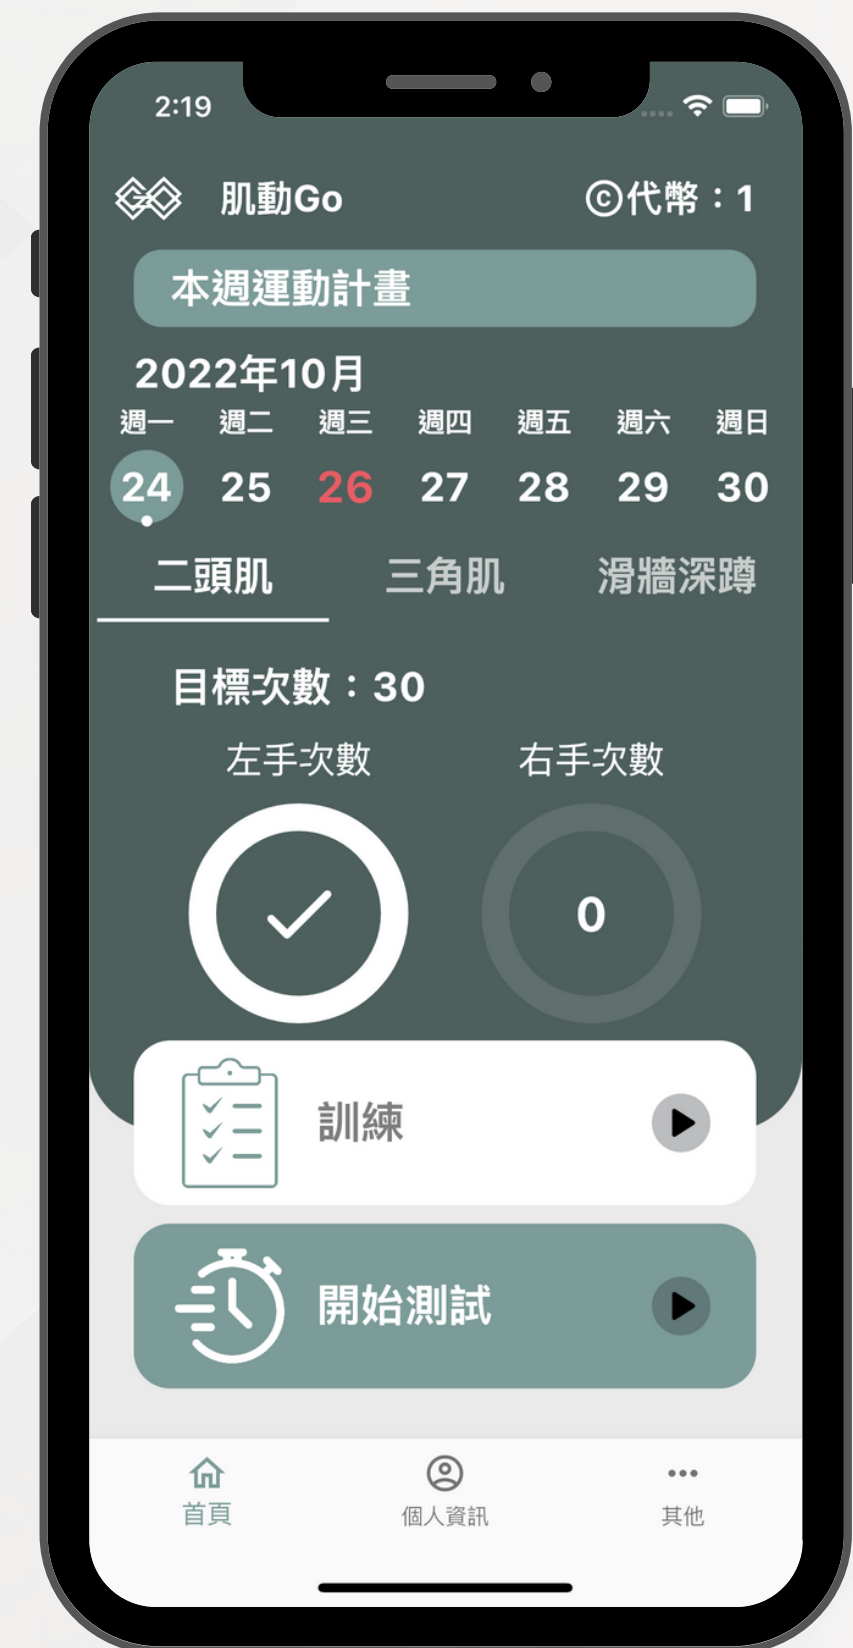 2:19
肌動Go
©代幣：1
本週運動計畫
2022年10月
週一 週二 週三 週四 週五 週六 週日
24 25 26 27 28 29 30
二頭肌 三角肌 滑牆深蹲
目標次數：30
左手次數 右手次數
0
訓練
開始測試
首頁 個人資訊 其他